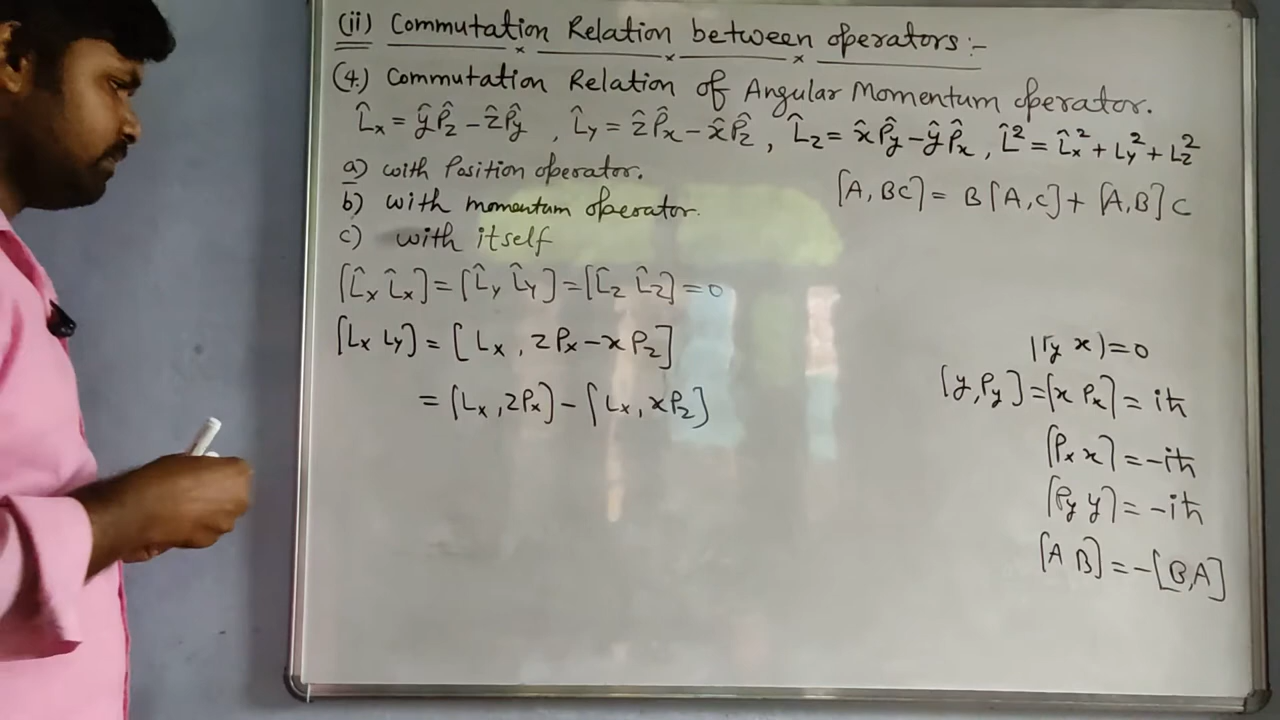 (ii) Commutation Relation between operators:-
(4.) Commutation Relation of Angular Momentum operator.
L̂x = ŷP̂z - ẑP̂y , L̂y = ẑP̂x - x̂P̂z , L̂z = x̂P̂y - ŷP̂x , L̂² = L̂x² + Ly² + Lz²
a) with Position operator.
[A, BC] = B[A,C] + [A,B]C
b) with momentum operator.
c) with itself
[L̂x L̂x] = [L̂y L̂y] = [L̂z L̂z] = 0
[Lx Ly] = [Lx , zPx - xPz]
= [Lx , zPx] - [Lx , xPz]
x] = 0
[y, Py] = [x Px] = iħ
[Px x] = -iħ
[Py y] = -iħ
[A B] = -[B,A]